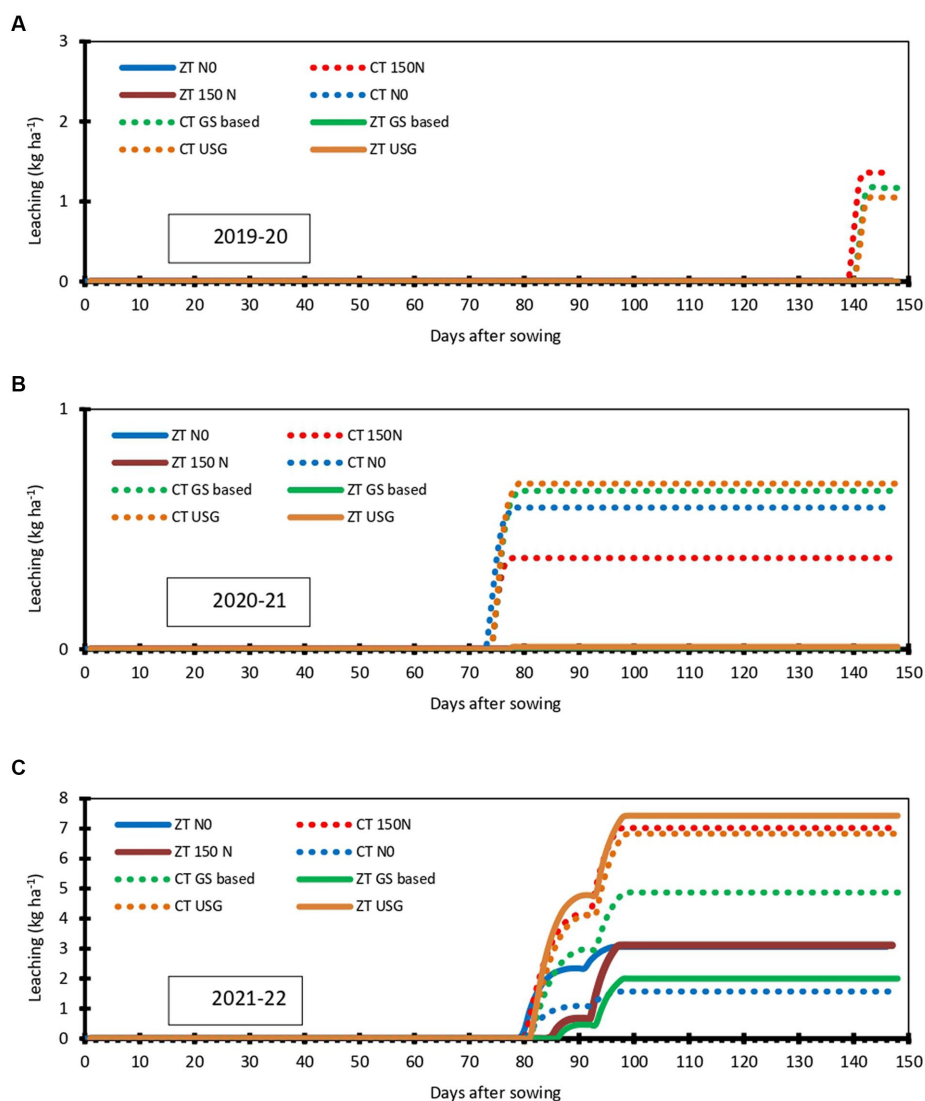 A
3
2
1
0
Leaching (kg ha⁻¹)
ZT N0
CT 150N
ZT 150 N
CT N0
CT GS based
ZT GS based
CT USG
ZT USG
2019-20
0 10 20 30 40 50 60 70 80 90 100 110 120 130 140 150
Days after sowing
B
1
0
Leaching (kg ha⁻¹)
ZT N0
CT 150N
ZT 150 N
CT N0
CT GS based
ZT GS based
CT USG
ZT USG
2020-21
0 10 20 30 40 50 60 70 80 90 100 110 120 130 140 150
Days after sowing
C
8
7
6
5
4
3
2
1
0
Leaching (kg ha⁻¹)
ZT N0
CT 150N
ZT 150 N
CT N0
CT GS based
ZT GS based
CT USG
ZT USG
2021-22
0 10 20 30 40 50 60 70 80 90 100 110 120 130 140 150
Days after sowing